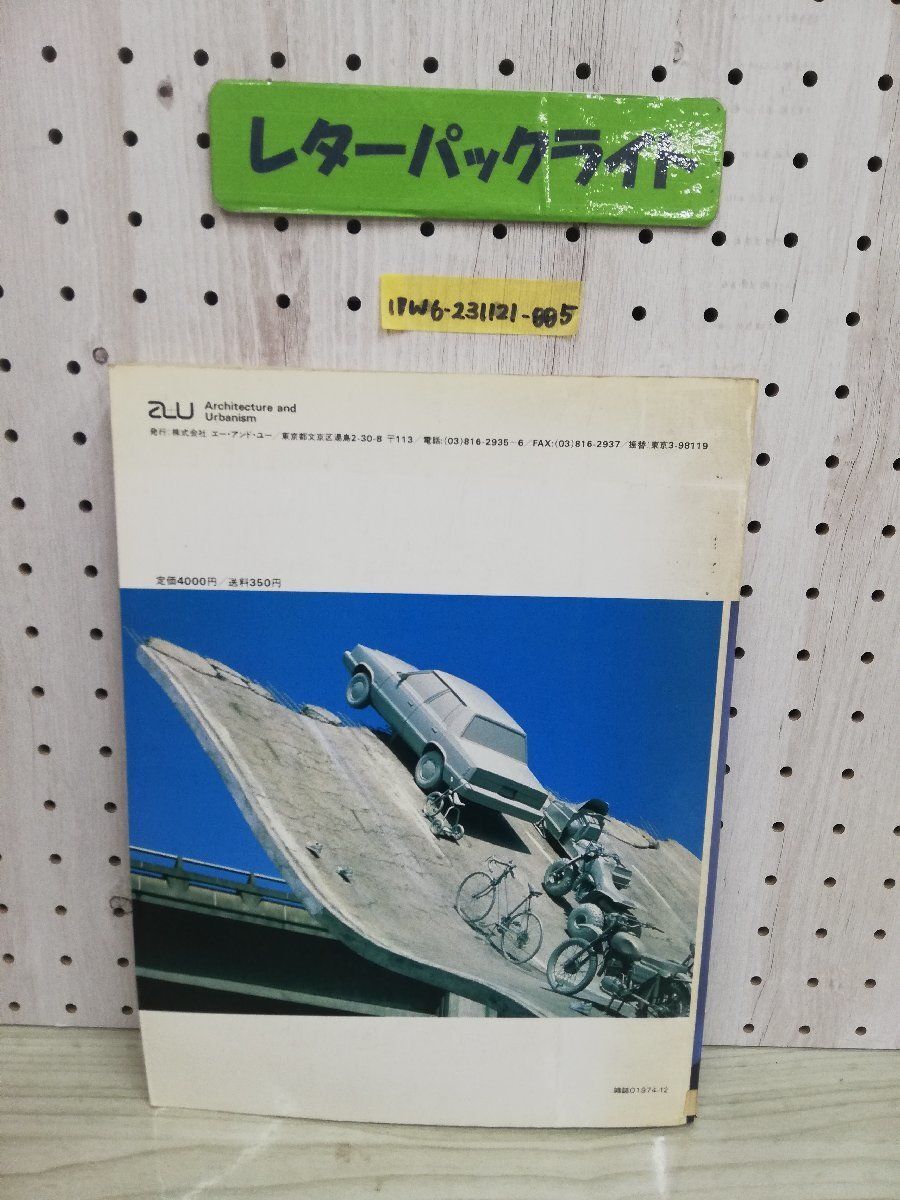 レターパックライト
17W6-231121-005
a+u Architecture and
Urbanism
発行:株式会社 エー・アンド・ユー/東京都文京区湯島2-30-8 〒113/電話:(03)816-2935~6/FAX:(03)816-2937/振替:東京3-98119
定価4000円/送料350円
雑誌01974-12